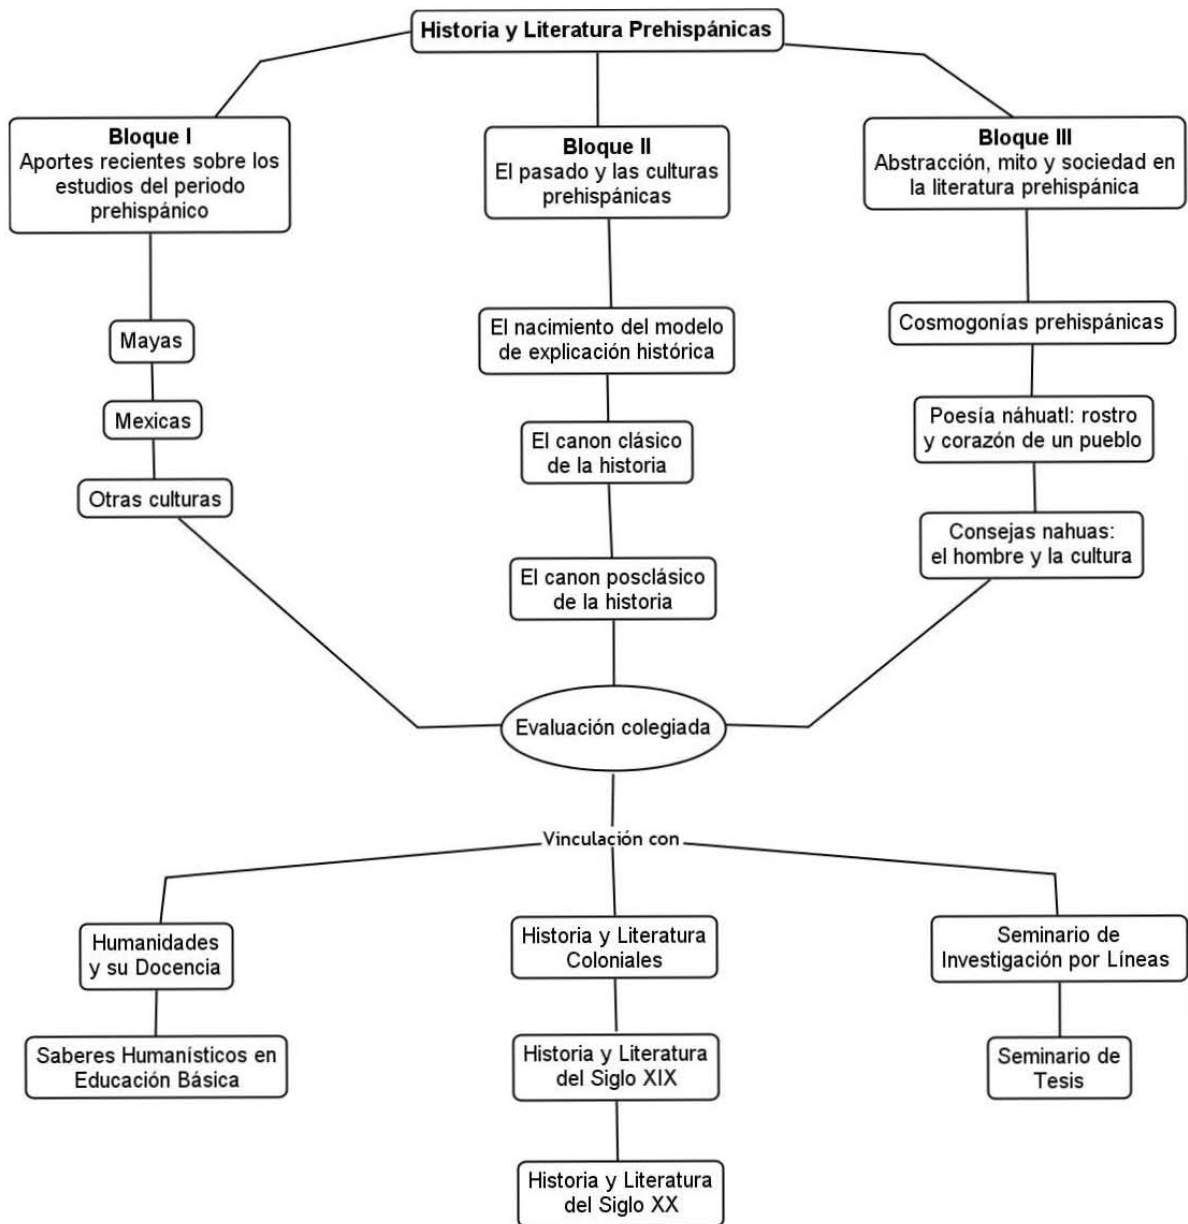 Historia y Literatura Prehispánicas
Bloque I
Aportes recientes sobre los
estudios del periodo
prehispánico
Bloque II
El pasado y las culturas
prehispánicas
Bloque III
Abstracción, mito y sociedad en
la literatura prehispánica
Mayas
Mexicas
Otras culturas
El nacimiento del modelo
de explicación histórica
El canon clásico
de la historia
El canon posclásico
de la historia
Cosmogonías prehispánicas
Poesía náhuatl: rostro
y corazón de un pueblo
Consejas nahuas:
el hombre y la cultura
Evaluación colegiada
Vinculación con
Humanidades
y su Docencia
Saberes Humanísticos en
Educación Básica
Historia y Literatura
Coloniales
Historia y Literatura
del Siglo XIX
Historia y Literatura
del Siglo XX
Seminario de
Investigación por Líneas
Seminario de
Tesis